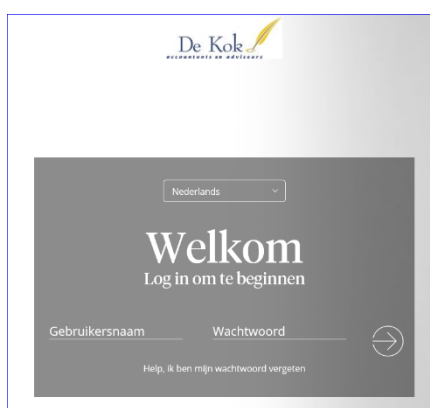 De Kok
accountants en adviseurs
Nederlands
Welkom
Log in om te beginnen
Gebruikersnaam
Wachtwoord
Help, ik ben mijn wachtwoord vergeten